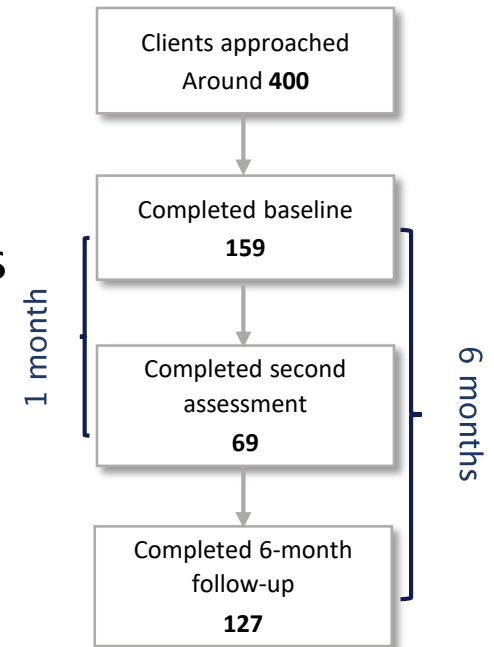 Clients approached
Around 400
Completed baseline
159
s
1 month
Completed second
assessment
69
6 months
Completed 6-month
follow-up
127